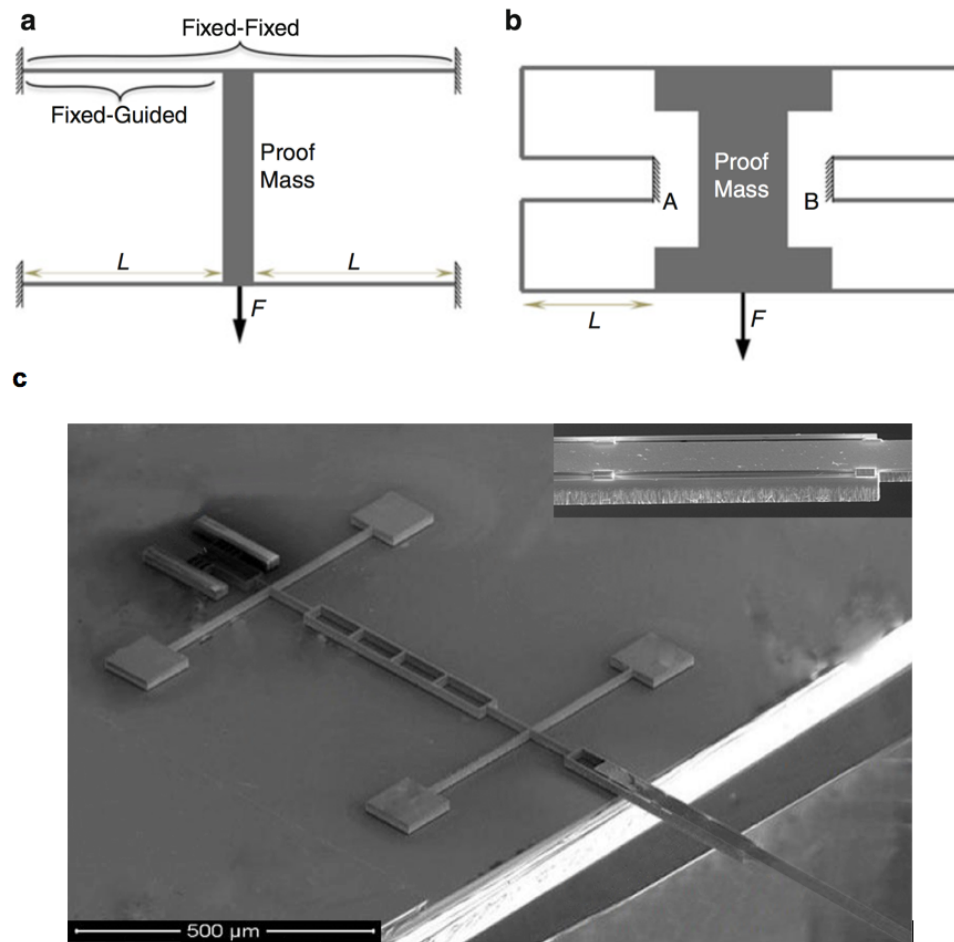 a
Fixed-Fixed
Fixed-Guided
Proof
Mass
L
L
F
b
Proof
Mass
A
B
L
F
c
500 µm